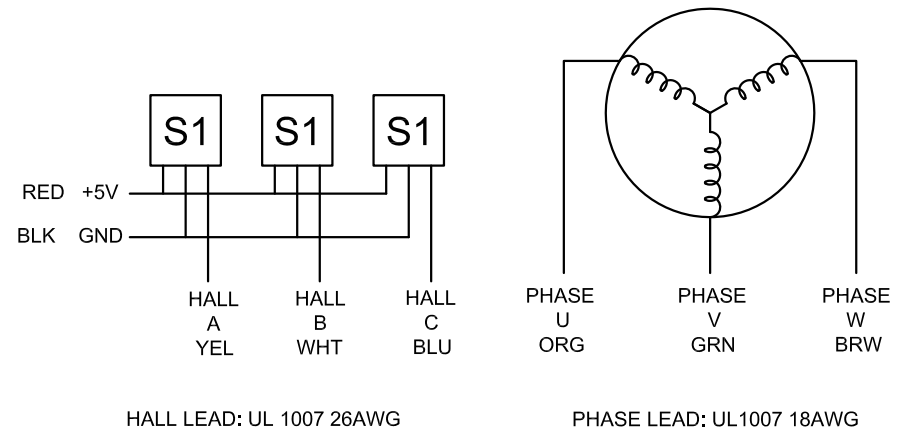 S1 S1 S1
RED +5V
BLK GND
HALL
A
YEL
HALL
B
WHT
HALL
C
BLU
PHASE
U
ORG
PHASE
V
GRN
PHASE
W
BRW
HALL LEAD: UL 1007 26AWG
PHASE LEAD: UL1007 18AWG